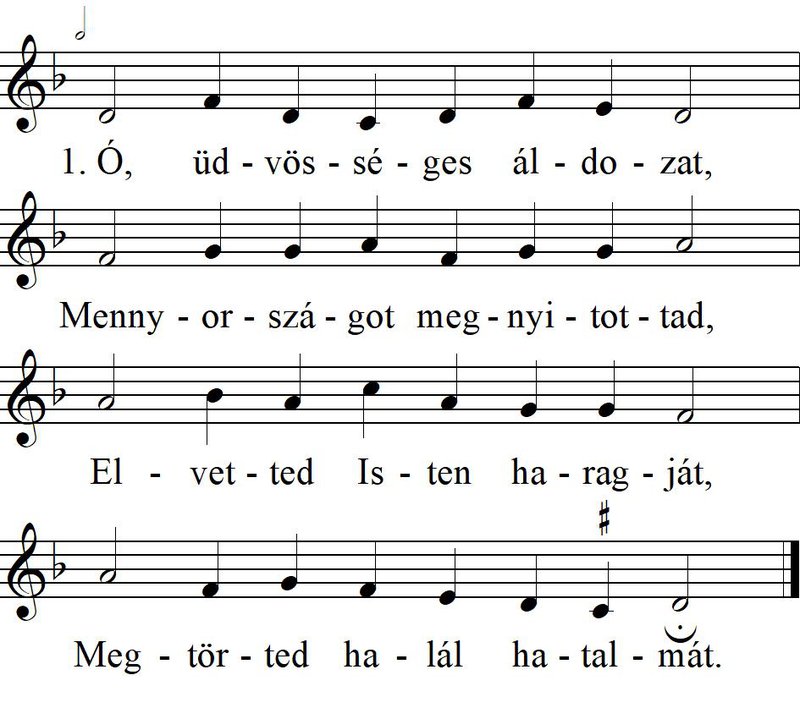 1. Ó, üd - vös - sé - ges ál - do - zat,
Menny - or - szá - got meg - nyi - tot - tad,
El - vet - ted Is - ten ha - rag - ját,
Meg - tör - ted ha - lál ha - tal - mát.